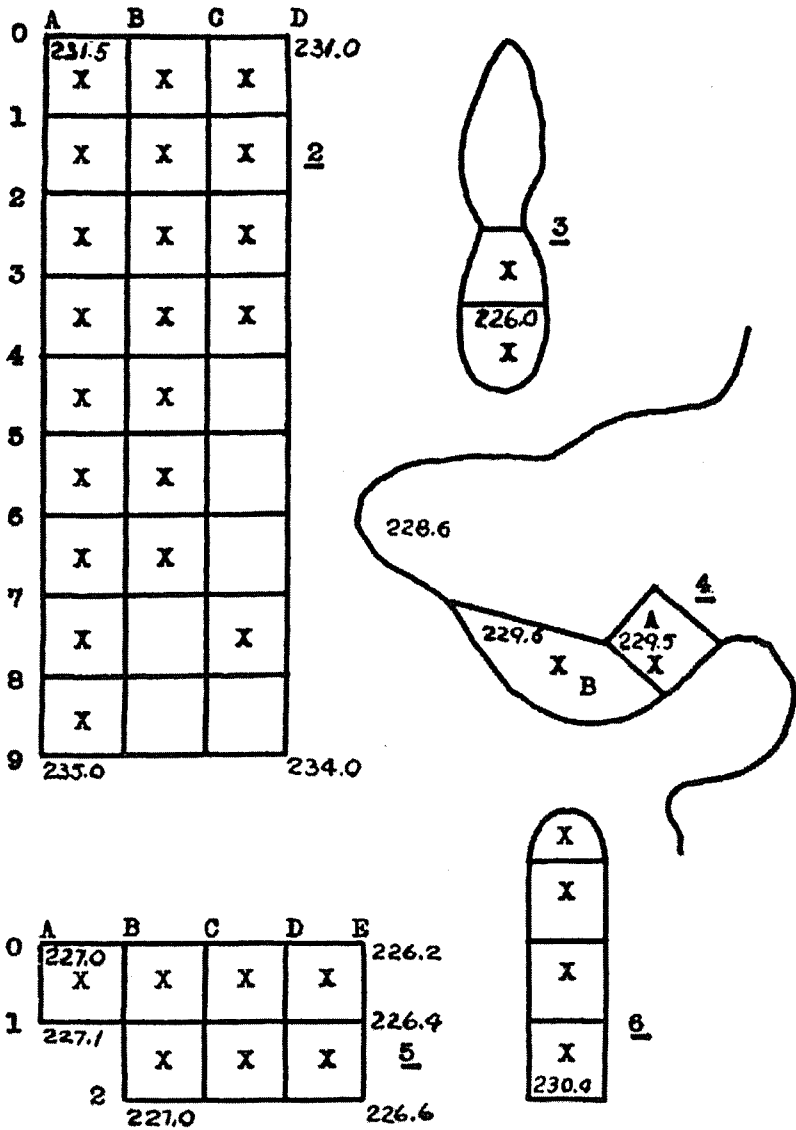 A B C D
0
231.5 231.0
X X X
1
X X X 2
2
X X X
3
X X X
4
X X
5
X X
6
X X
7
X X
8
X
9
235.0 234.0
3
X
226.0
X
228.6
4
A
229.6 229.5
X X
B
X
X
X
X
6
230.4
A B C D E
0
227.0 226.2
X X X X
1
227.1 226.4
X X X 5
2
227.0 226.6